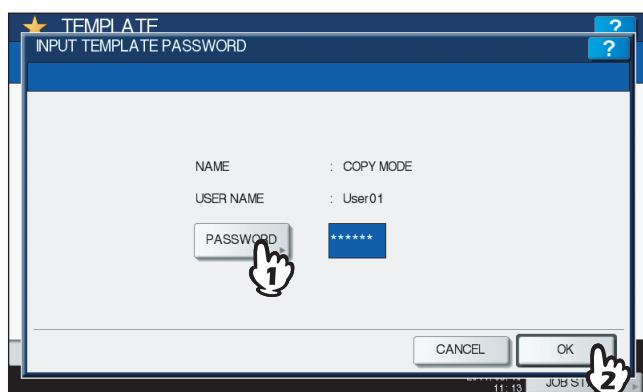 TEMPLATE ?
INPUT TEMPLATE PASSWORD ?
NAME : COPY MODE
USER NAME : User01
PASSWORD ******
1
CANCEL OK
2
11:13 JOB ST